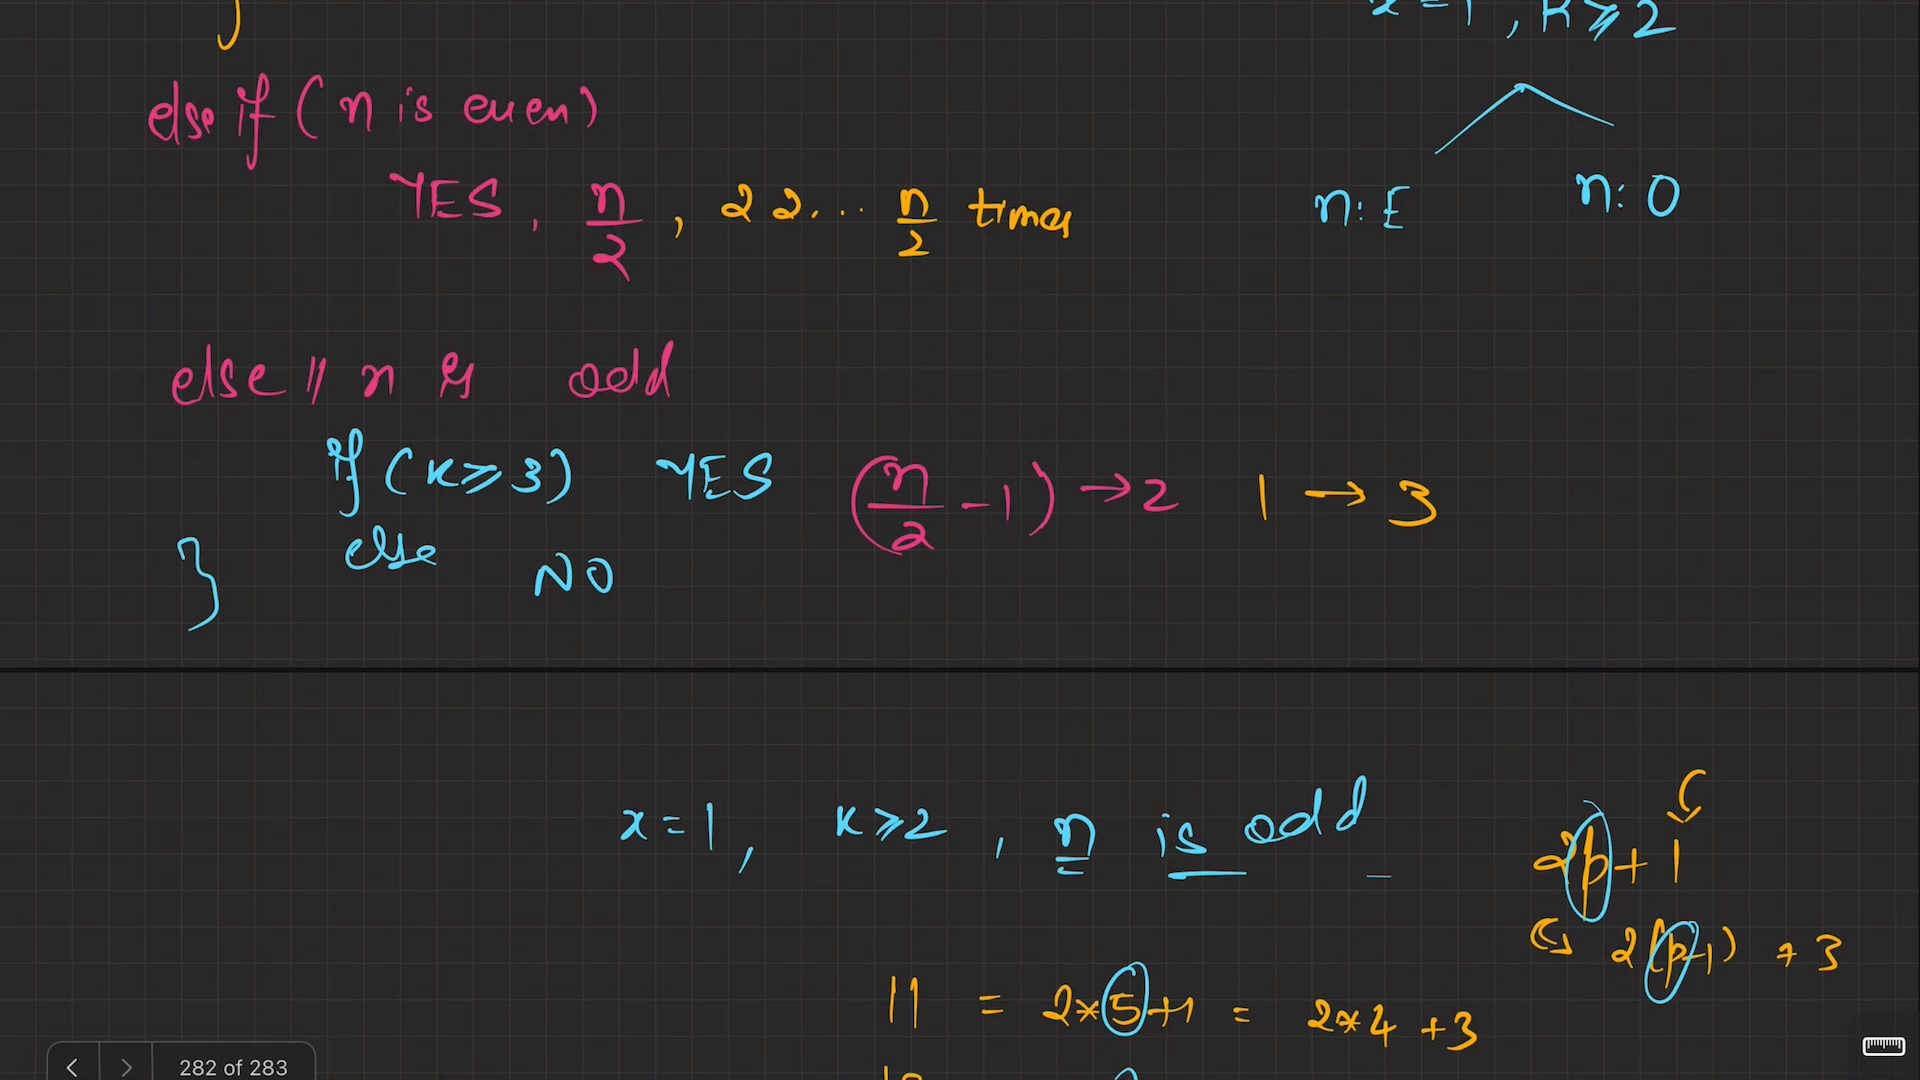 }
x = 1 , K ≥ 2
else if ( n is even )
YES , n/2 , 2 2 ... n/2 times
n: E n: O
else // n is odd
if ( K ≥ 3 ) YES ( n/2 - 1 ) → 2 1 → 3
else NO
}
x = 1 , K ≥ 2 , n is odd
2p + 1
2(p-1) + 3
11 = 2*5+1 = 2*4 + 3
282 of 283